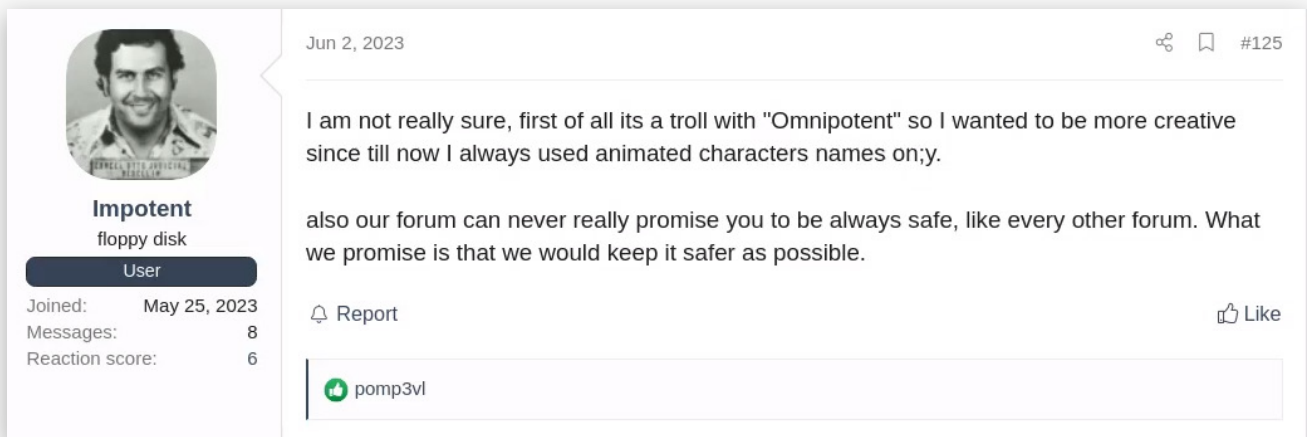 Jun 2, 2023
#125
I am not really sure, first of all its a troll with "Omnipotent" so I wanted to be more creative
since till now I always used animated characters names on;y.
also our forum can never really promise you to be always safe, like every other forum. What
we promise is that we would keep it safer as possible.
Impotent
floppy disk
User
Joined: May 25, 2023
Messages: 8
Reaction score: 6
Report
Like
pomp3vl